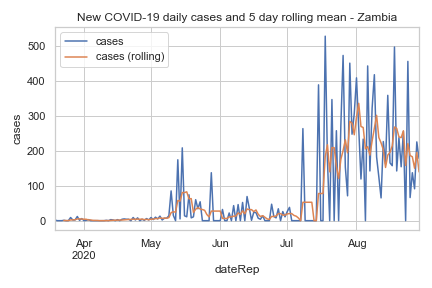 New COVID-19 daily cases and 5 day rolling mean - Zambia
cases
cases (rolling)
500
400
300
200
100
0
cases
Apr
2020
May
Jun
Jul
Aug
dateRep